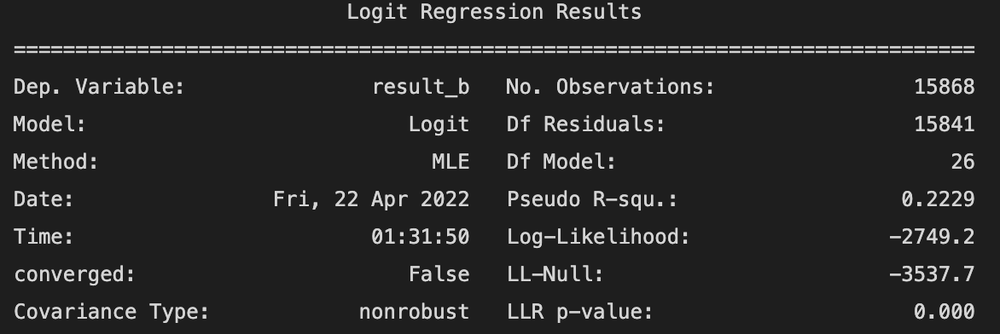 Logit Regression Results
==============================================================================
Dep. Variable: result_b No. Observations: 15868
Model: Logit Df Residuals: 15841
Method: MLE Df Model: 26
Date: Fri, 22 Apr 2022 Pseudo R-squ.: 0.2229
Time: 01:31:50 Log-Likelihood: -2749.2
converged: False LL-Null: -3537.7
Covariance Type: nonrobust LLR p-value: 0.000